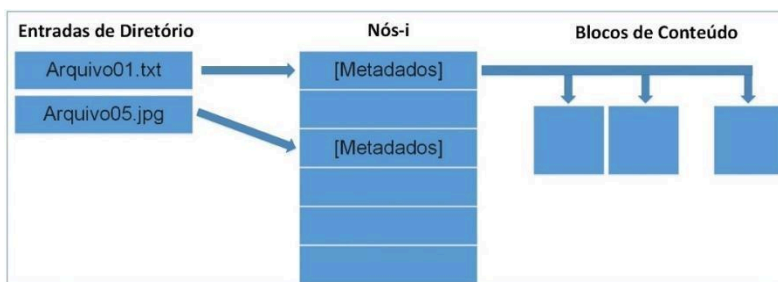 Entradas de Diretório
Nós-i
Blocos de Conteúdo
Arquivo01.txt
[Metadados]
Arquivo05.jpg
[Metadados]